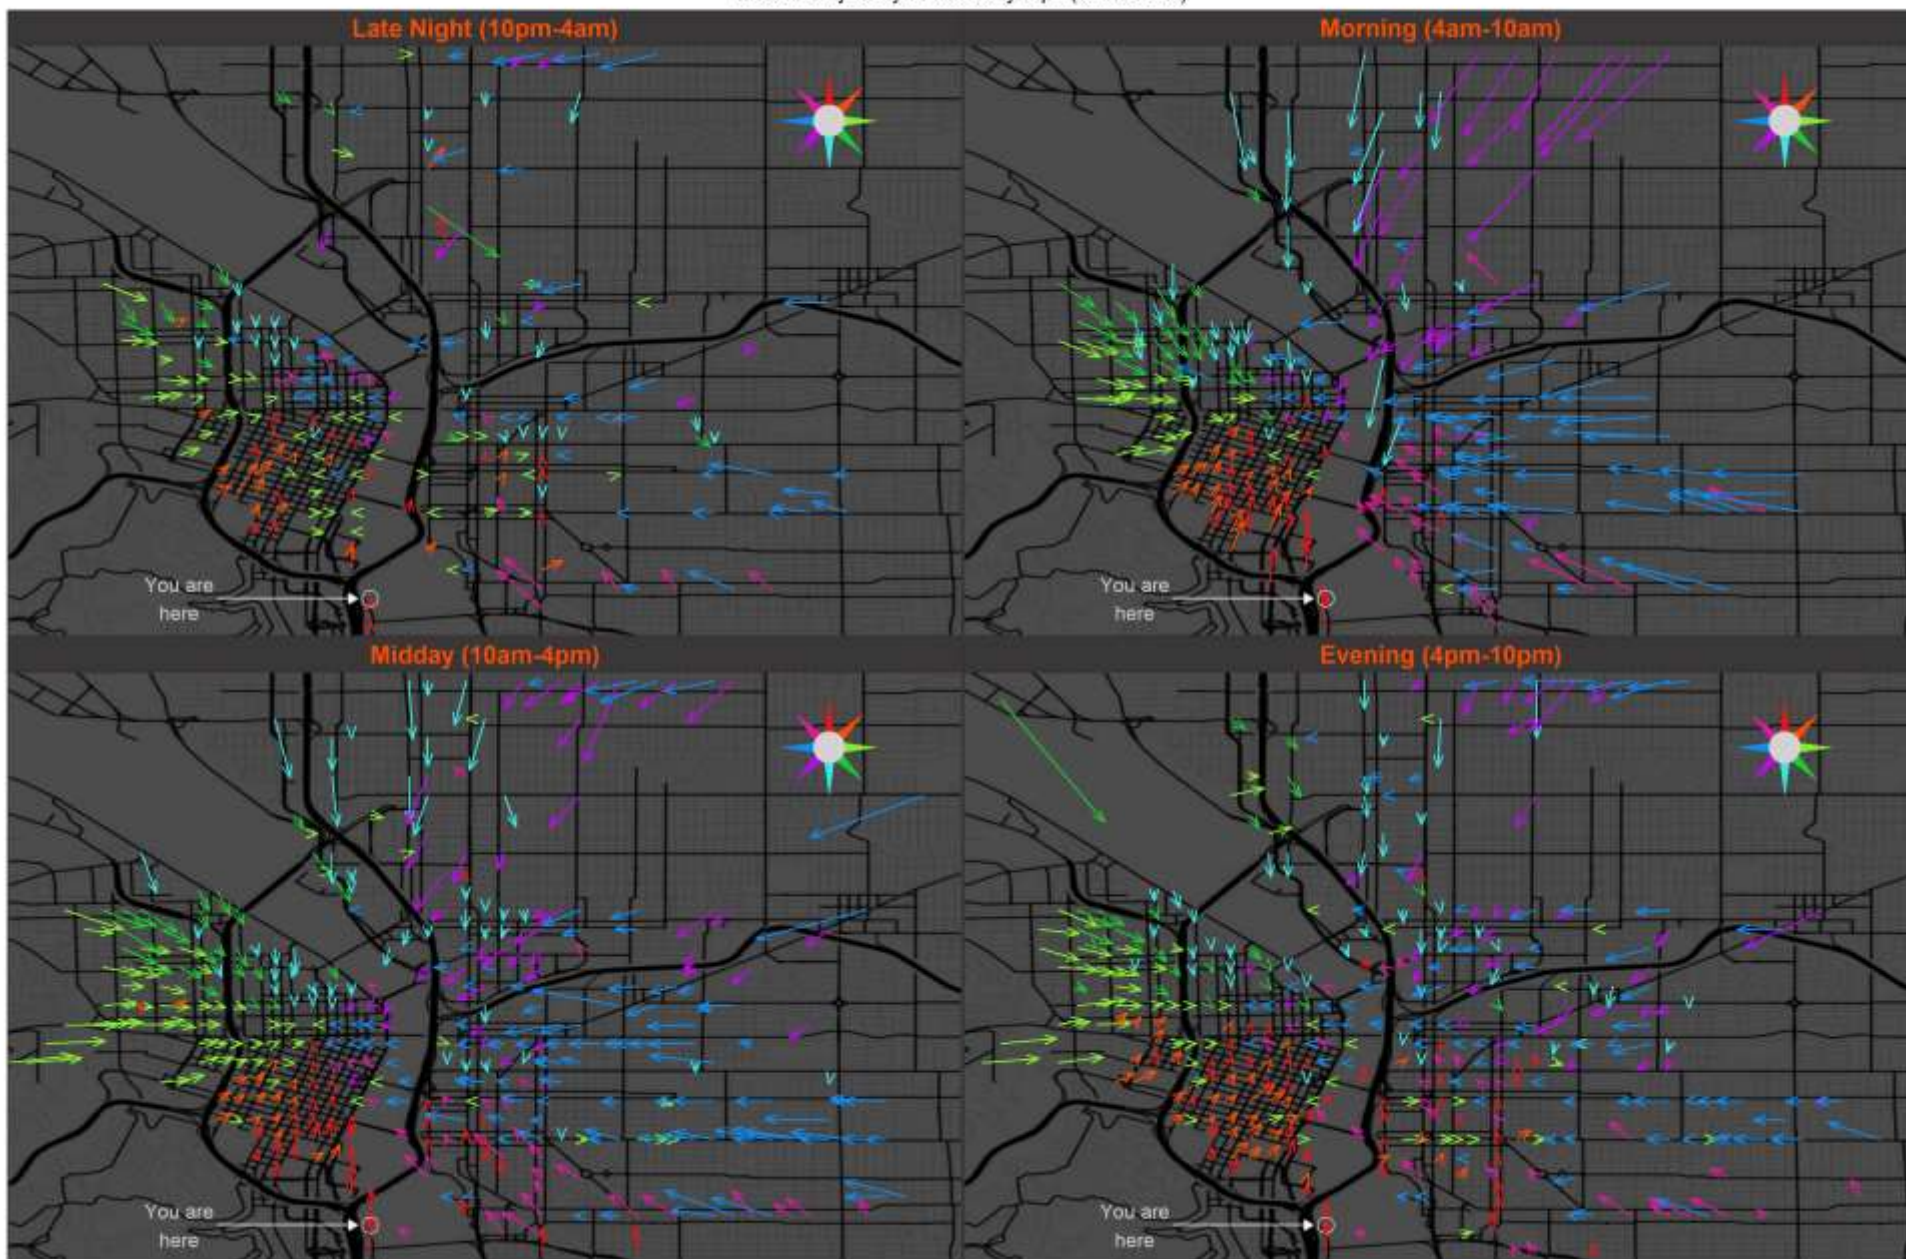 Late Night (10pm-4am)
Morning (4am-10am)
You are
here
You are
here
Midday (10am-4pm)
Evening (4pm-10pm)
You are
here
You are
here